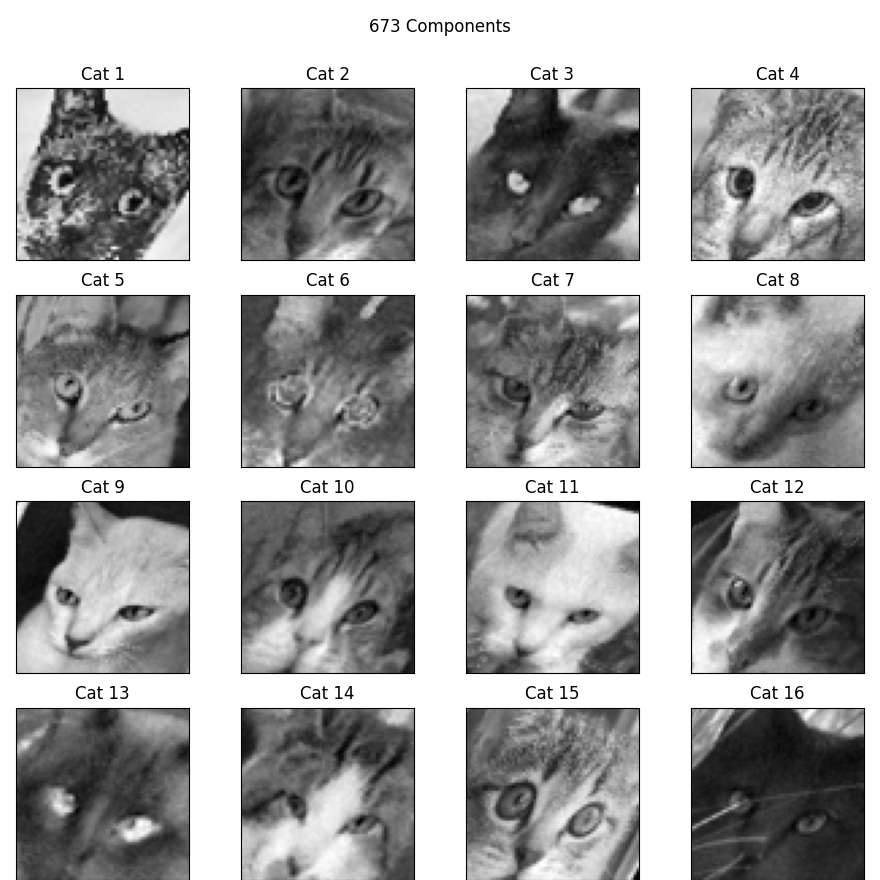 673 Components
Cat 1
Cat 2
Cat 3
Cat 4
Cat 5
Cat 6
Cat 7
Cat 8
Cat 9
Cat 10
Cat 11
Cat 12
Cat 13
Cat 14
Cat 15
Cat 16